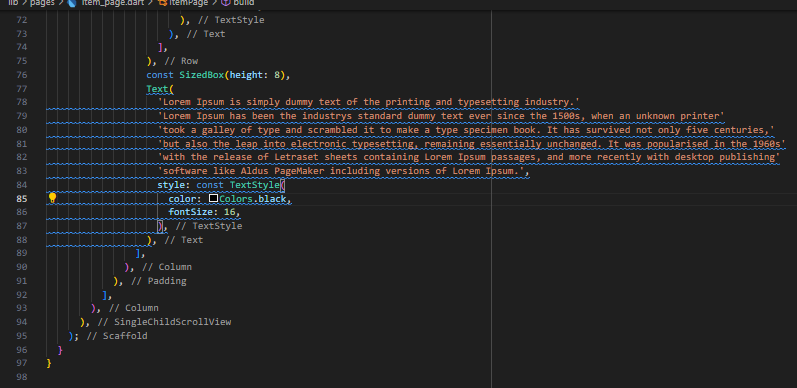 lib > pages > item_page.dart > ItemPage > build
72 ), // TextStyle
73 ), // Text
74 ],
75 ), // Row
76 const SizedBox(height: 8),
77 Text(
78 'Lorem Ipsum is simply dummy text of the printing and typesetting industry.'
79 'Lorem Ipsum has been the industrys standard dummy text ever since the 1500s, when an unknown printer'
80 'took a galley of type and scrambled it to make a type specimen book. It has survived not only five centuries,'
81 'but also the leap into electronic typesetting, remaining essentially unchanged. It was popularised in the 1960s'
82 'with the release of Letraset sheets containing Lorem Ipsum passages, and more recently with desktop publishing'
83 'software like Aldus PageMaker including versions of Lorem Ipsum.',
84 style: const TextStyle(
85 color: Colors.black,
86 fontSize: 16,
87 ), // TextStyle
88 ), // Text
89 ],
90 ), // Column
91 ), // Padding
92 ],
93 ), // Column
94 ), // SingleChildScrollView
95 ); // Scaffold
96 }
97 }
98